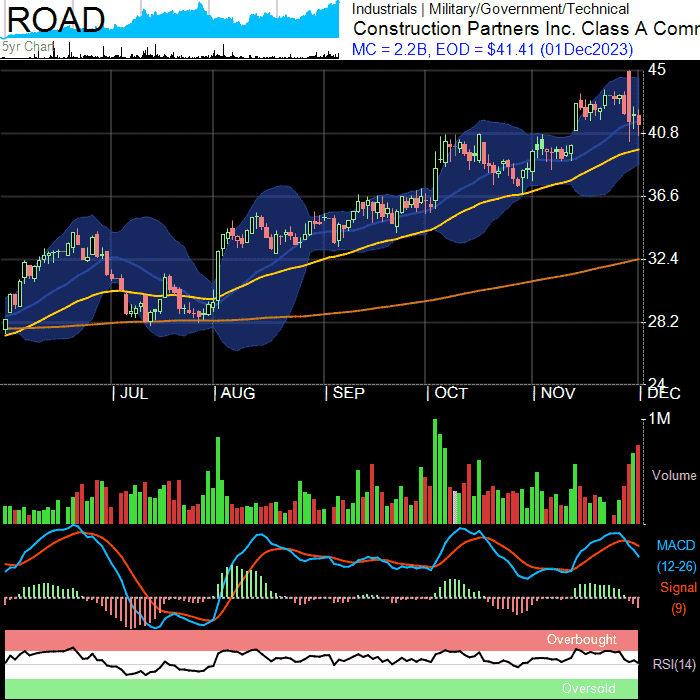 ROAD
5yr Chart
Industrials | Military/Government/Technical
Construction Partners Inc. Class A Comm
MC = 2.2B, EOD = $41.41 (01Dec2023)
45
40.8
36.6
32.4
28.2
24
JUL AUG SEP OCT NOV DEC
1M
Volume
MACD
(12-26)
Signal
(9)
Overbought
RSI(14)
Oversold